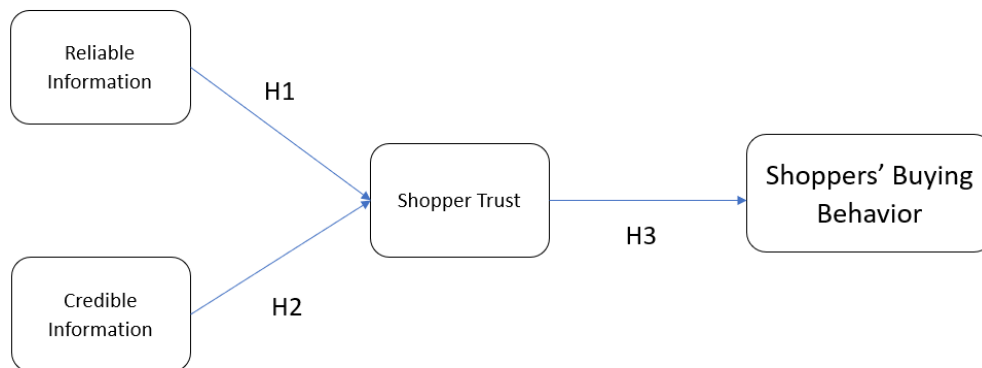 Reliable
Information
H1
Shopper Trust
Shoppers’ Buying
Behavior
H3
Credible
Information
H2